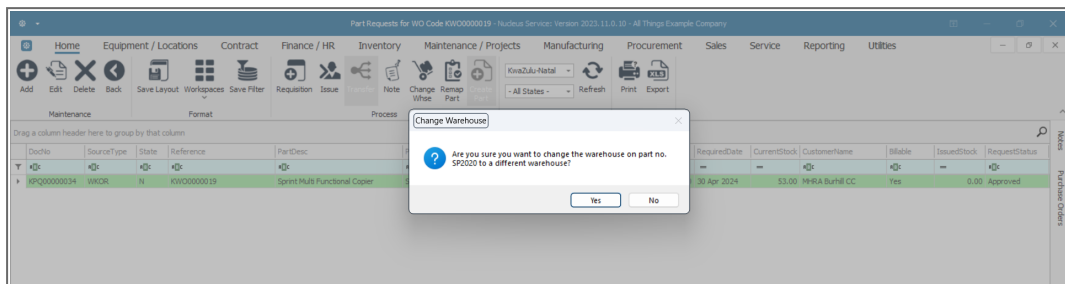 Part Requests for WO Code KWO0000019 - Nucleus Service: Version 2023.11.0.10 - All Things Example Company
Home Equipment / Locations Contract Finance / HR Inventory Maintenance / Projects Manufacturing Procurement Sales Service Reporting Utilities
KwaZulu-Natal
- All States -
Add Edit Delete Back Save Layout Workspaces Save Filter Requisition Issue Transfer Note Change Whse Remap Part Create Part Refresh Print Export
Maintenance Format Process
Drag a column header here to group by that column
DocNo SourceType State Reference PartDesc RequiredDate CurrentStock CustomerName Billable IssuedStock RequestStatus
KPQ00000034 WKOR N KWO0000019 Sprint Multi Functional Copier 30 Apr 2024 53.00 MHRA Burhill CC Yes 0.00 Approved
Change Warehouse
Are you sure you want to change the warehouse on part no.
SP2020 to a different warehouse?
Yes No
Notes
Purchase Orders